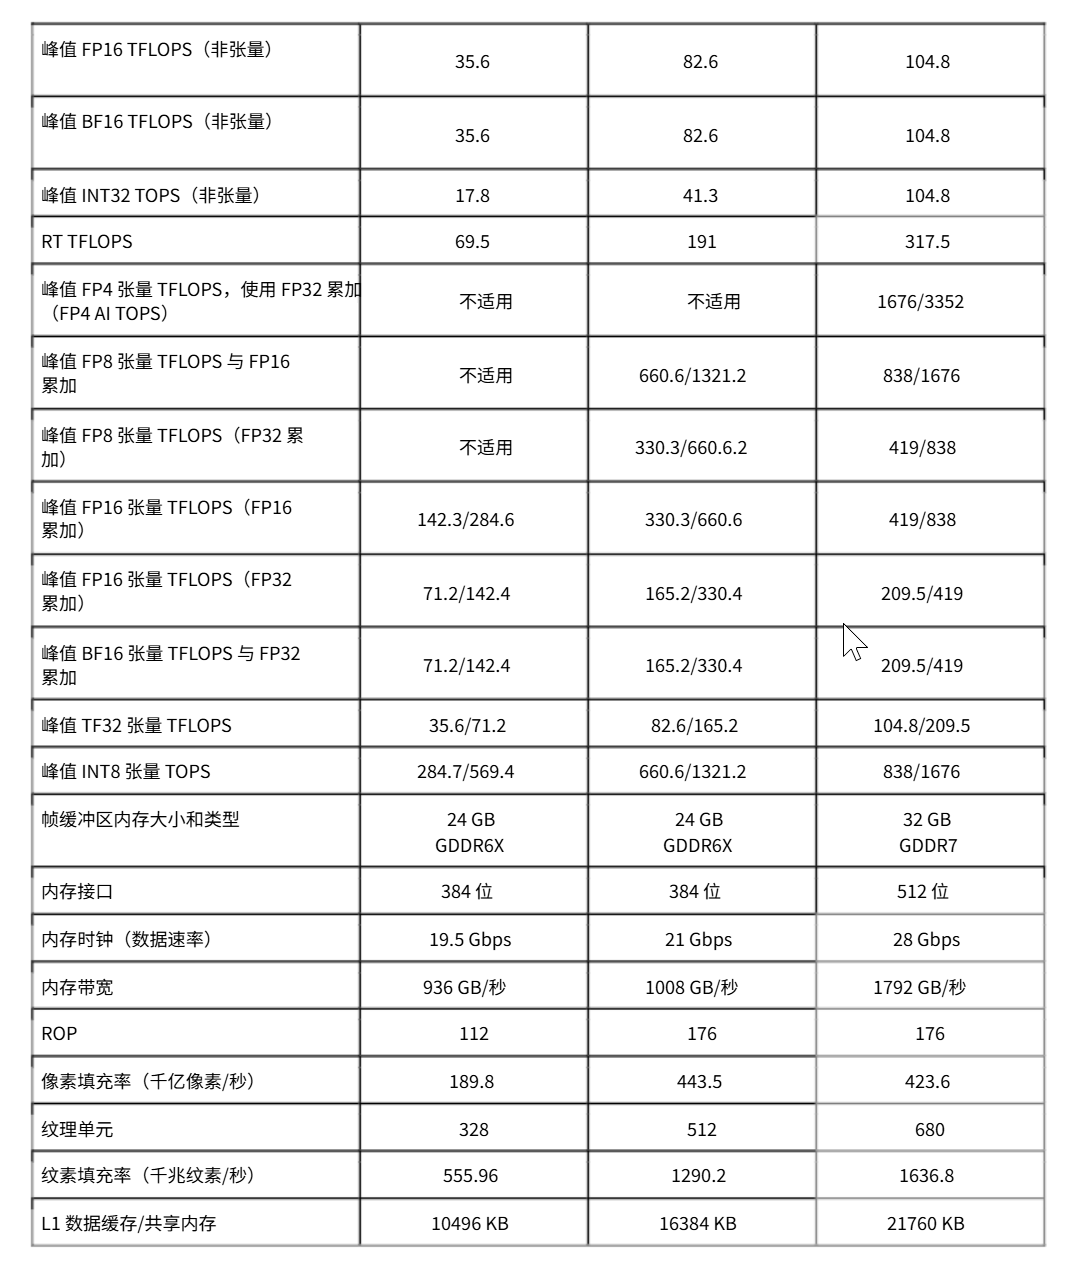 峰值 FP16 TFLOPS（非张量）
35.6
82.6
104.8
峰值 BF16 TFLOPS（非张量）
35.6
82.6
104.8
峰值 INT32 TOPS（非张量）
17.8
41.3
104.8
RT TFLOPS
69.5
191
317.5
峰值 FP4 张量 TFLOPS，使用 FP32 累加
（FP4 AI TOPS）
不适用
不适用
1676/3352
峰值 FP8 张量 TFLOPS 与 FP16
累加
不适用
660.6/1321.2
838/1676
峰值 FP8 张量 TFLOPS（FP32 累
加）
不适用
330.3/660.6.2
419/838
峰值 FP16 张量 TFLOPS（FP16
累加）
142.3/284.6
330.3/660.6
419/838
峰值 FP16 张量 TFLOPS（FP32
累加）
71.2/142.4
165.2/330.4
209.5/419
峰值 BF16 张量 TFLOPS 与 FP32
累加
71.2/142.4
165.2/330.4
209.5/419
峰值 TF32 张量 TFLOPS
35.6/71.2
82.6/165.2
104.8/209.5
峰值 INT8 张量 TOPS
284.7/569.4
660.6/1321.2
838/1676
帧缓冲区内存大小和类型
24 GB
GDDR6X
24 GB
GDDR6X
32 GB
GDDR7
内存接口
384 位
384 位
512 位
内存时钟（数据速率）
19.5 Gbps
21 Gbps
28 Gbps
内存带宽
936 GB/秒
1008 GB/秒
1792 GB/秒
ROP
112
176
176
像素填充率（千亿像素/秒）
189.8
443.5
423.6
纹理单元
328
512
680
纹素填充率（千兆纹素/秒）
555.96
1290.2
1636.8
L1 数据缓存/共享内存
10496 KB
16384 KB
21760 KB